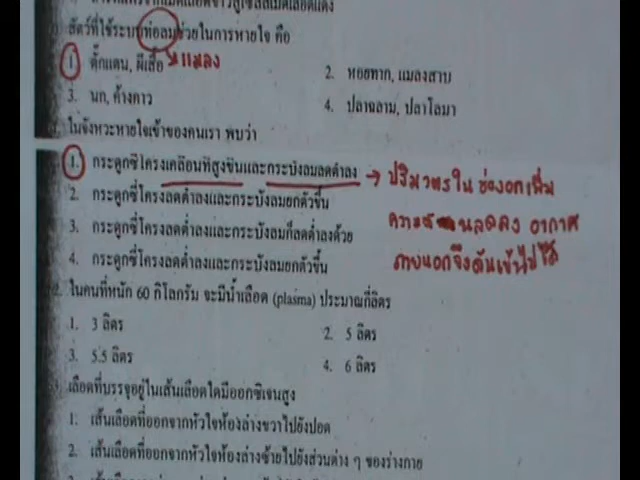 สัตว์ที่ใช้ระบบท่อลมช่วยในการหายใจ คือ
1. ตั๊กแตน, ผีเสื้อ → แมลง
2. หอยทาก, แมลงสาบ
3. นก, ค้างคาว
4. ปลาฉลาม, ปลาโลมา
ในจังหวะหายใจเข้าของคนเรา พบว่า
1. กระดูกซี่โครงเคลื่อนที่สูงขึ้นและกระบังลมลดต่ำลง → ปริมาตรในช่องอกเพิ่ม
2. กระดูกซี่โครงลดต่ำลงและกระบังลมยกตัวขึ้น
ความดันลดลง อากาศ
3. กระดูกซี่โครงลดต่ำลงและกระบังลมก็ลดต่ำลงด้วย
ภายนอกจึงดันเข้าไปได้
4. กระดูกซี่โครงลดต่ำลงและกระบังลมยกตัวขึ้น
2. ในคนที่หนัก 60 กิโลกรัม จะมีน้ำเลือด (plasma) ประมาณกี่ลิตร
1. 3 ลิตร
2. 5 ลิตร
3. 5.5 ลิตร
4. 6 ลิตร
เลือดที่บรรจุอยู่ในเส้นเลือดใดมีออกซิเจนสูง
1. เส้นเลือดที่ออกจากหัวใจห้องล่างขวาไปยังปอด
2. เส้นเลือดที่ออกจากหัวใจห้องล่างซ้ายไปยังส่วนต่าง ๆ ของร่างกาย